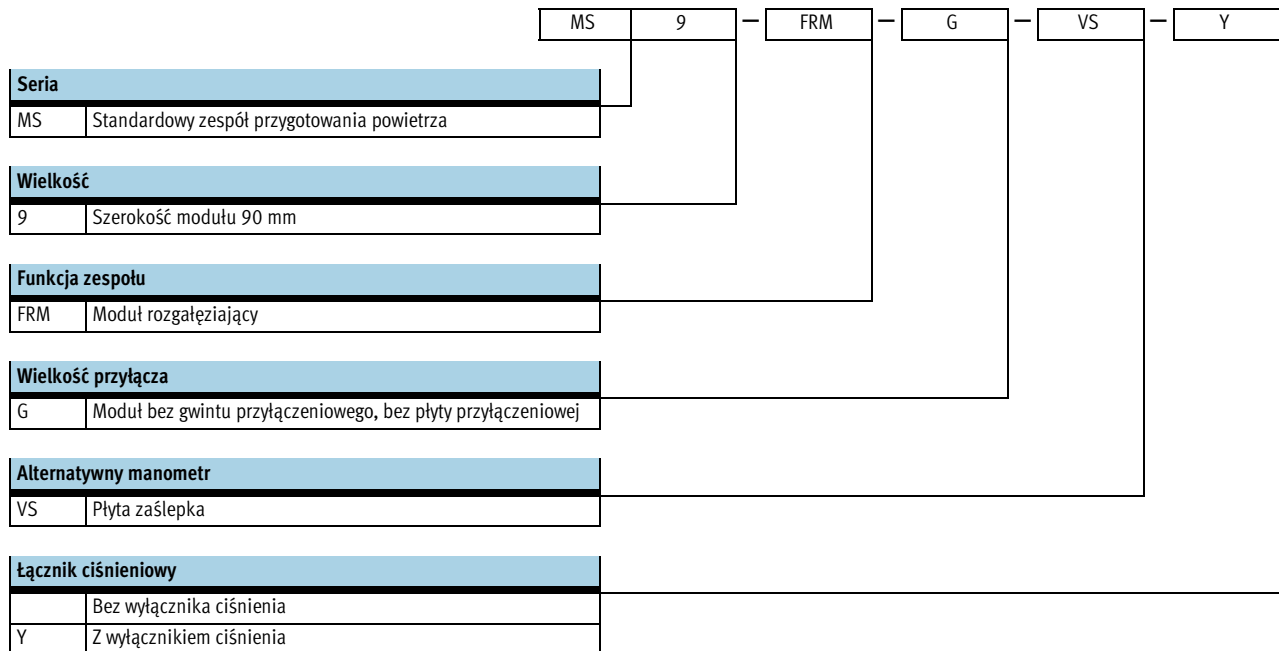 MS 9 – FRM – G – VS – Y
Seria
MS Standardowy zespół przygotowania powietrza
Wielkość
9 Szerokość modułu 90 mm
Funkcja zespołu
FRM Moduł rozgałęziający
Wielkość przyłącza
G Moduł bez gwintu przyłączeniowego, bez płyty przyłączeniowej
Alternatywny manometr
VS Płyta zaślepka
Łącznik ciśnieniowy
Bez wyłącznika ciśnienia
Y Z wyłącznikiem ciśnienia